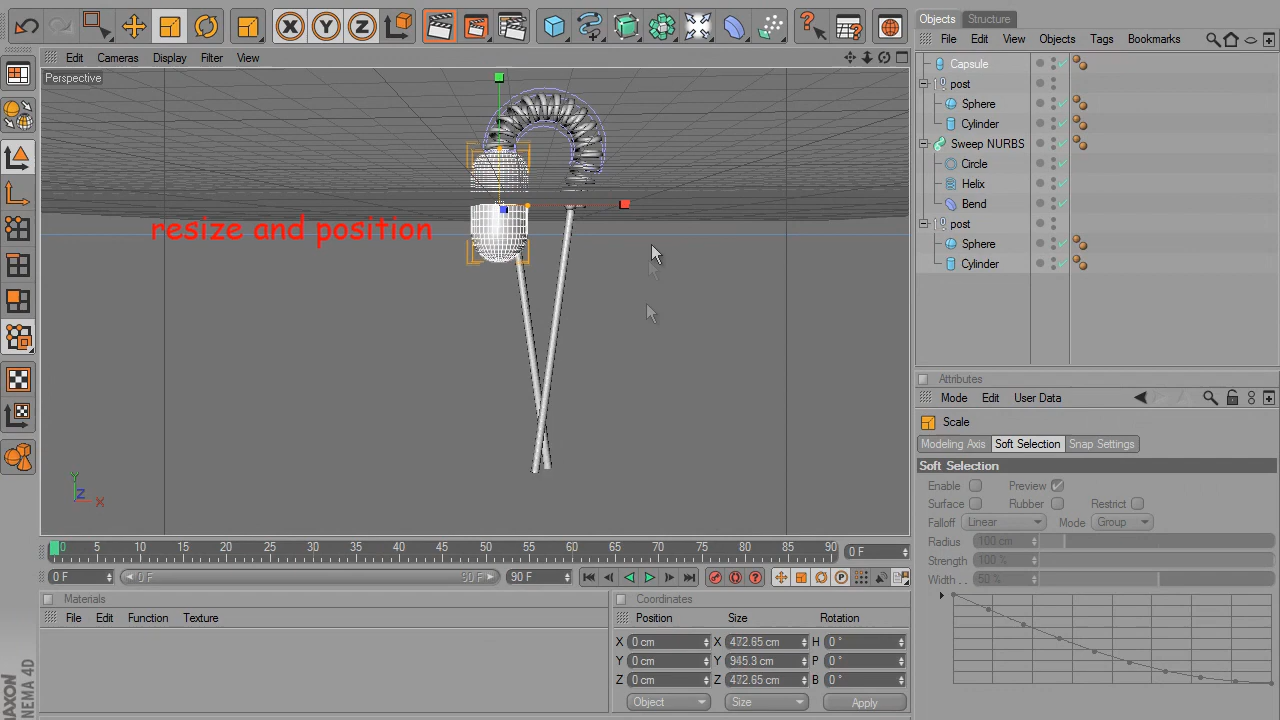 Objects Structure
Edit Cameras Display Filter View
File Edit View Objects Tags Bookmarks
Perspective
Capsule
post
Sphere
Cylinder
Sweep NURBS
Circle
Helix
Bend
post
Sphere
Cylinder
resize and position
Y
Z
X
Attributes
Mode Edit User Data
Scale
Modeling Axis Soft Selection Snap Settings
Soft Selection
Enable Preview
Surface Rubber Restrict
Falloff Linear Mode Group
Radius 100 cm
Strength 100 %
Width . . 50 %
0 5 10 15 20 25 30 35 40 45 50 55 60 65 70 75 80 85 90 0 F
0 F 0 F 90 F 90 F
Materials
File Edit Function Texture
Coordinates
Position Size Rotation
X 0 cm X 472.65 cm H 0 °
Y 0 cm Y 945.3 cm P 0 °
Z 0 cm Z 472.65 cm B 0 °
Object Size Apply
MAXON
CINEMA 4D